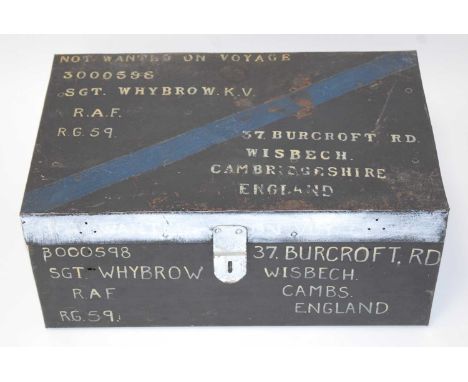 NOT WANTED ON VOYAGE
3000598
SGT. WHYBROW. K.V.
R.A.F.
RG. 59.
37. BURCROFT. RD.
WISBECH.
CAMBRIDGESHIRE
ENGLAND
3000598
SGT. WHYBROW
R.A.F
RG. 59.
37. BURCROFT, RD
WISBECH.
CAMBS.
ENGLAND